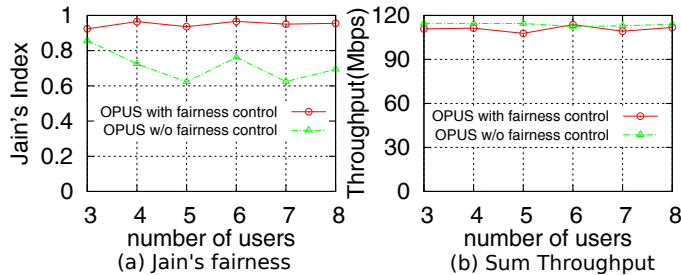 1
0.8
0.6
0.4
0.2
0
Jain's Index
OPUS with fairness control
OPUS w/o fairness control
3 4 5 6 7 8
number of users
(a) Jain's fairness
120
90
60
30
0
Throughput(Mbps)
OPUS with fairness control
OPUS w/o fairness control
3 4 5 6 7 8
number of users
(b) Sum Throughput